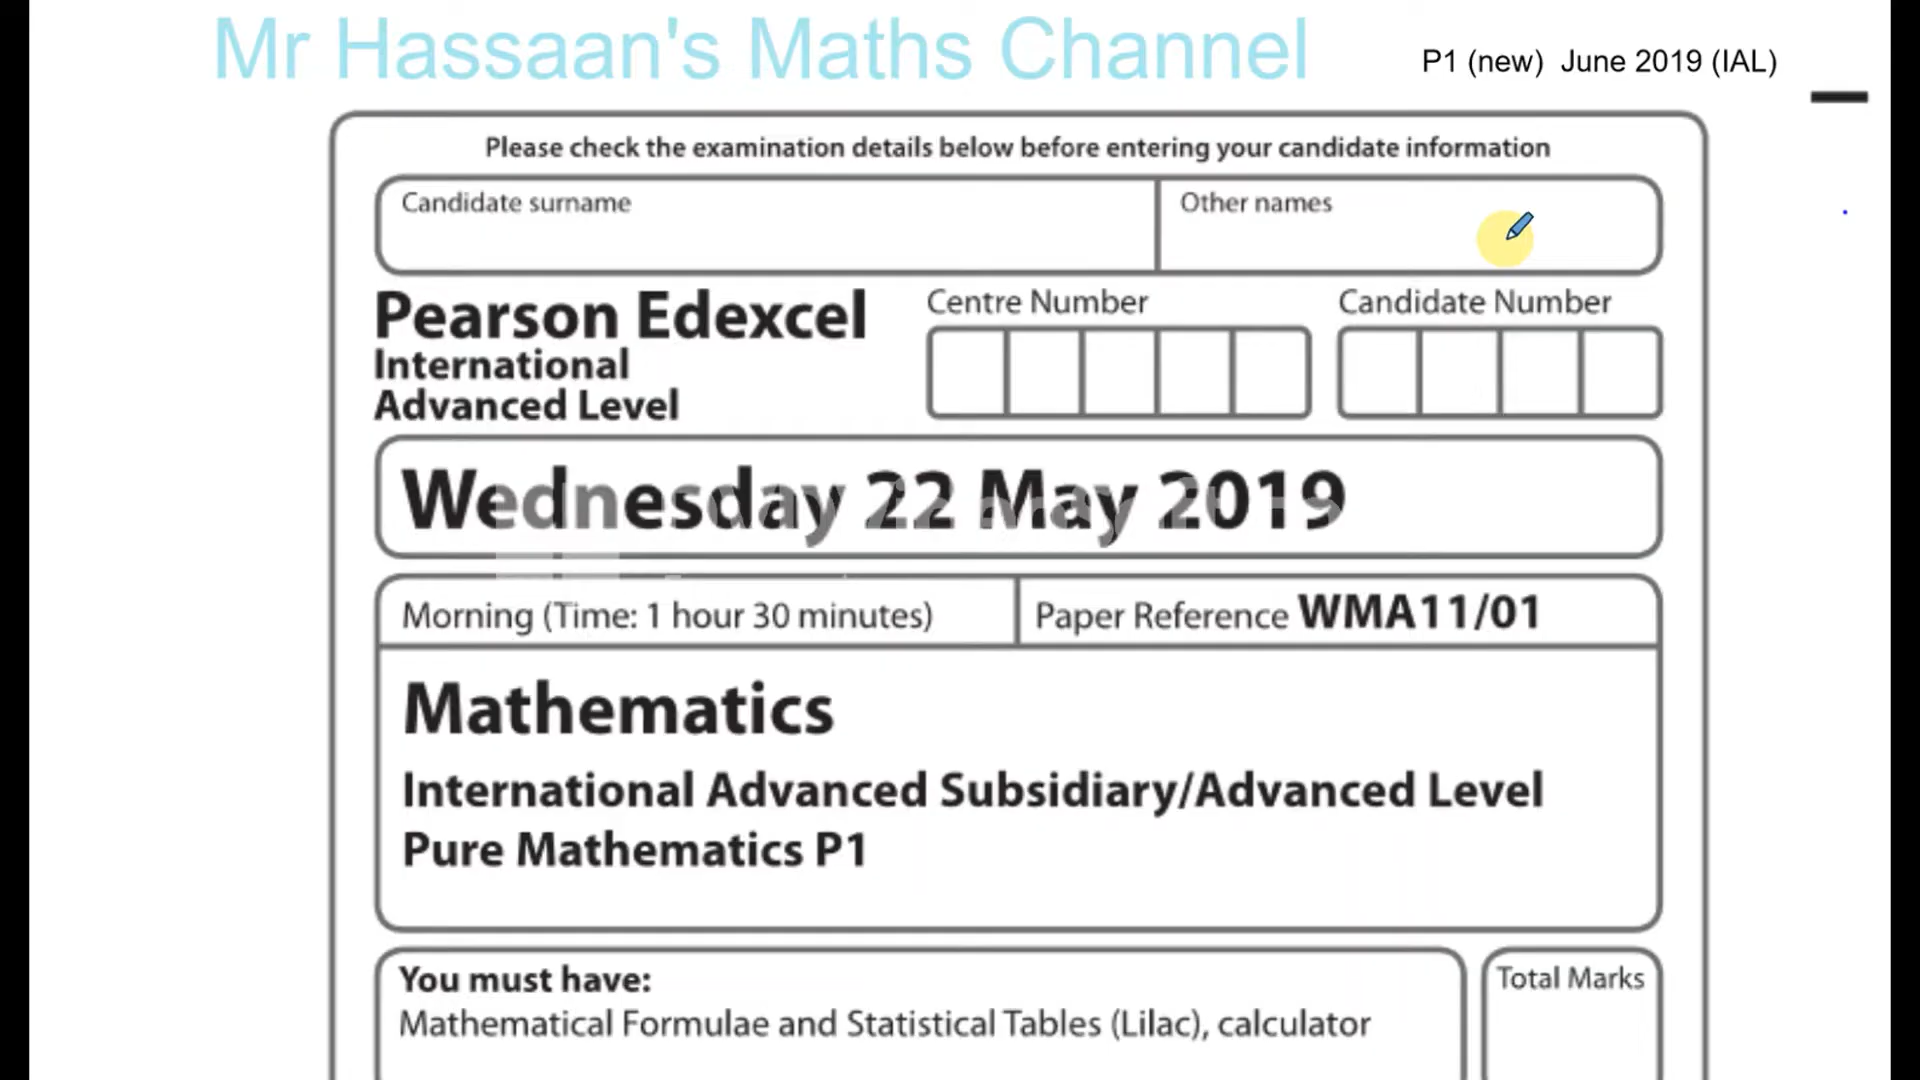 Mr Hassaan's Maths Channel
P1 (new) June 2019 (IAL)
Please check the examination details below before entering your candidate information
Candidate surname
Other names
Pearson Edexcel
International
Advanced Level
Centre Number
Candidate Number
Wednesday 22 May 2019
Morning (Time: 1 hour 30 minutes)
Paper Reference WMA11/01
Mathematics
International Advanced Subsidiary/Advanced Level
Pure Mathematics P1
You must have:
Mathematical Formulae and Statistical Tables (Lilac), calculator
Total Marks